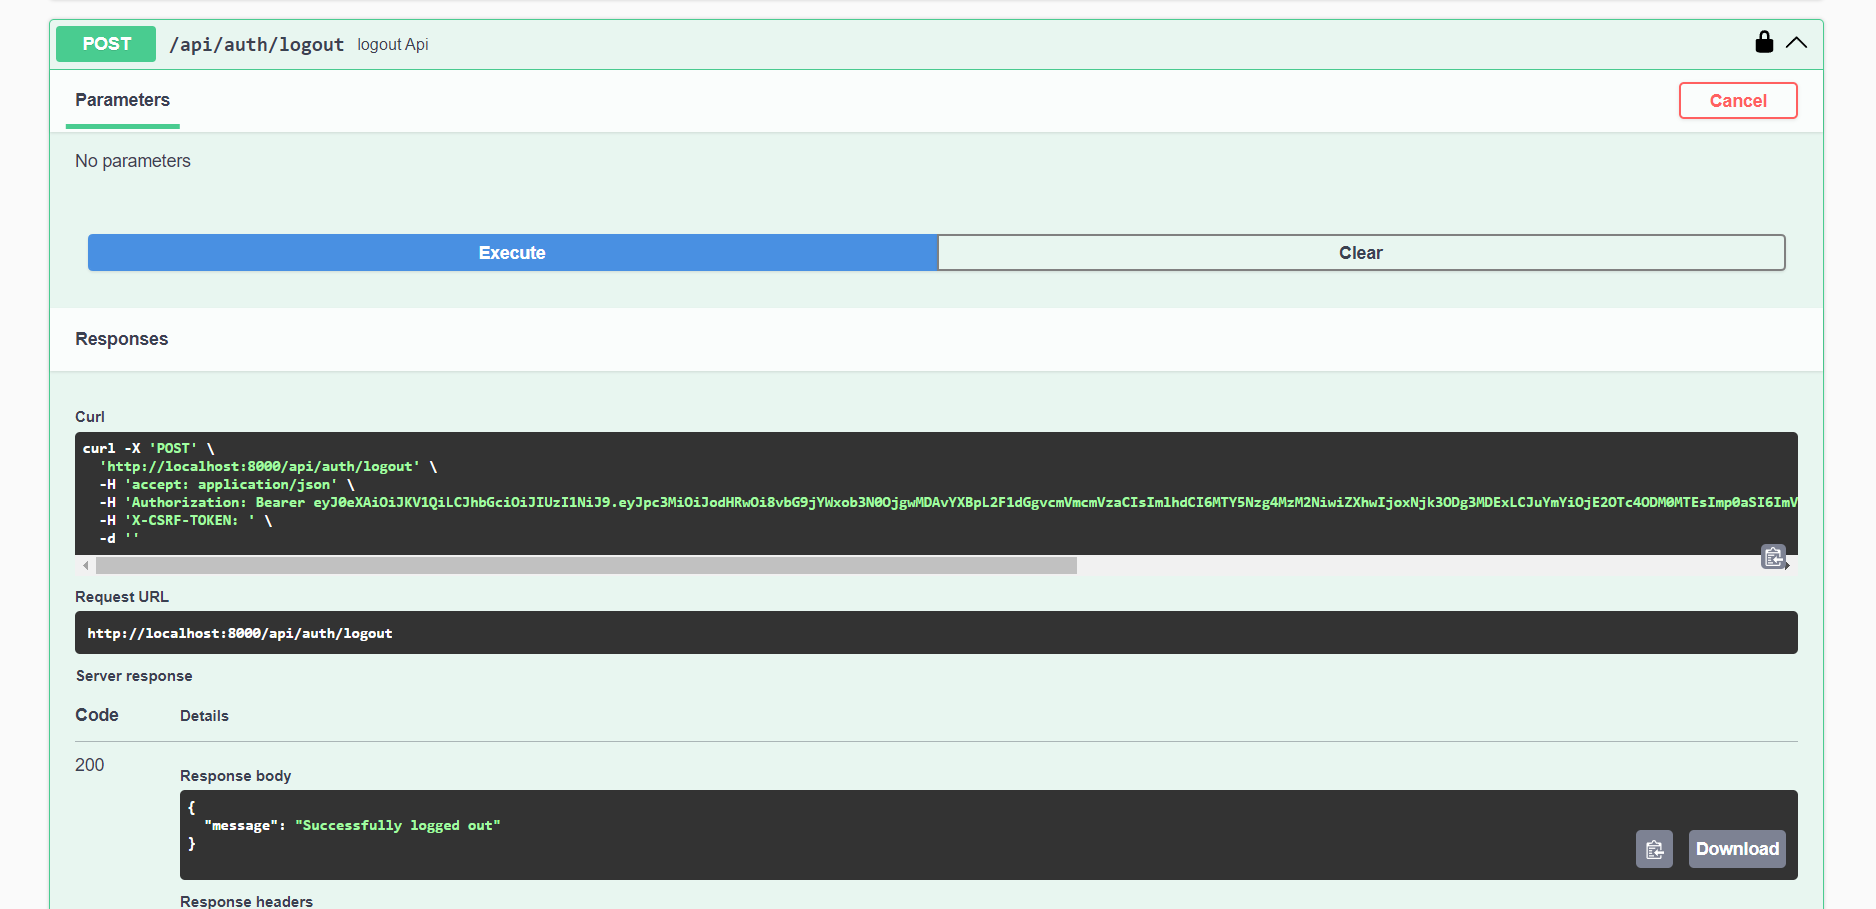 POST /api/auth/logout logout Api
Parameters
Cancel
No parameters
Execute Clear
Responses
Curl
curl -X 'POST' \
'http://localhost:8000/api/auth/logout' \
-H 'accept: application/json' \
-H 'Authorization: Bearer eyJ0eXAiOiJKV1QiLCJhbGciOiJIUzI1NiJ9.eyJpc3MiOiJodHRwOi8vbG9jYWxob3N0OjgwMDAvYXBpL2F1dGgvcmVmcmVzaCIsImlhdCI6MTY5Nzg4MzM2NiwiZXhwIjoxNjk3ODg3MDExLCJuYmYiOjE2OTc4ODM0MTEsImp0aSI6ImV
-H 'X-CSRF-TOKEN: ' \
-d ''
Request URL
http://localhost:8000/api/auth/logout
Server response
Code Details
200
Response body
{
"message": "Successfully logged out"
}
Download
Response headers